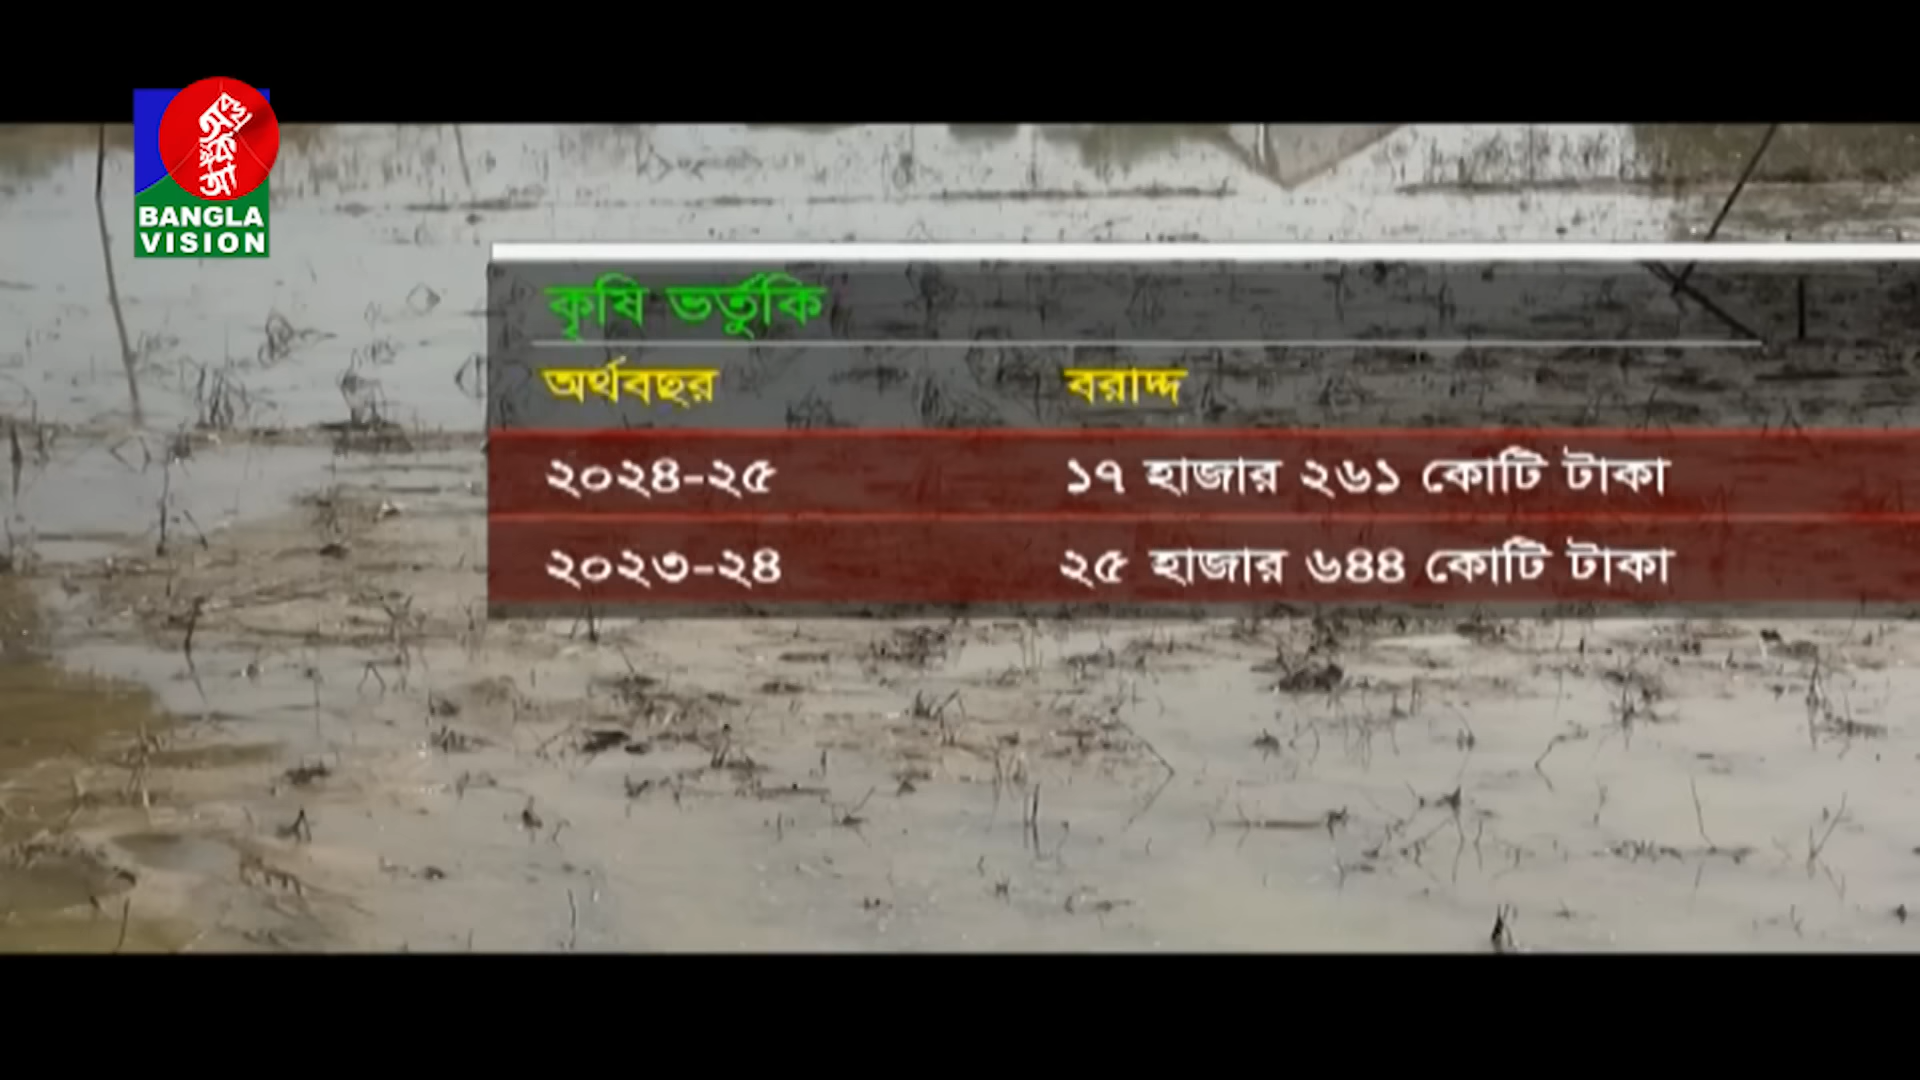 BANGLA
VISION
কৃষি ভর্তুকি
অর্থবছর বরাদ্দ
২০২৪-২৫ ১৭ হাজার ২৬১ কোটি টাকা
২০২৩-২৪ ২৫ হাজার ৬৪৪ কোটি টাকা